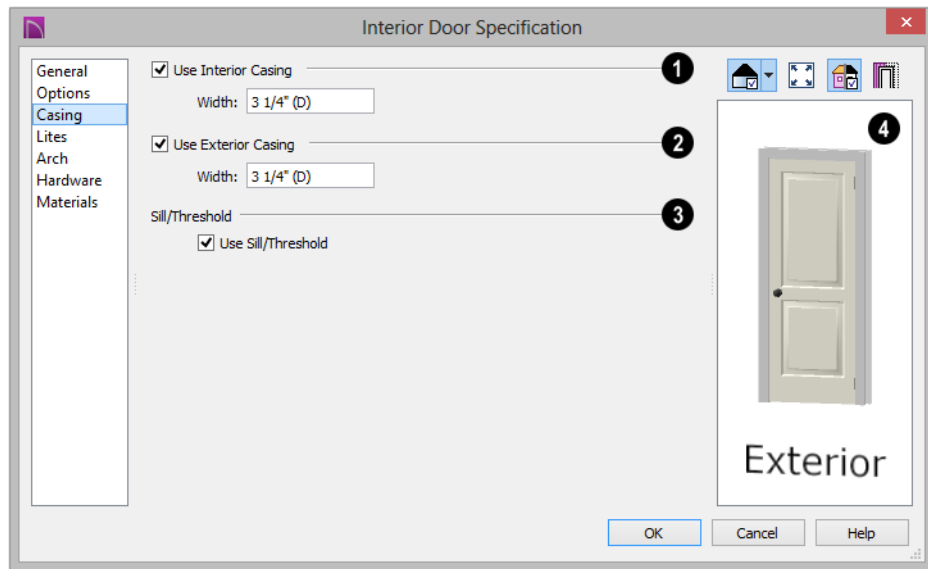 Interior Door Specification
General
Options
Casing
Lites
Arch
Hardware
Materials
Use Interior Casing 1
Width: 3 1/4" (D)
Use Exterior Casing 2
Width: 3 1/4" (D)
Sill/Threshold 3
Use Sill/Threshold
4
Exterior
OK Cancel Help